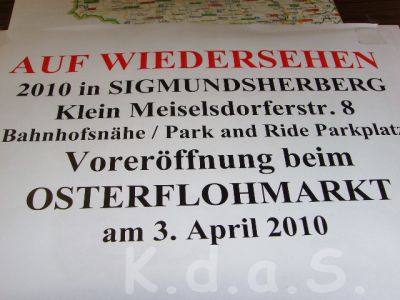 AUF WIEDERSEHEN
2010 in SIGMUNDSHERBERG
Klein Meiselsdorferstr. 8
Bahnhofsnähe / Park and Ride Parkplatz
Voreröffnung beim
OSTERFLOHMARKT
am 3. April 2010
K.d.a.S.